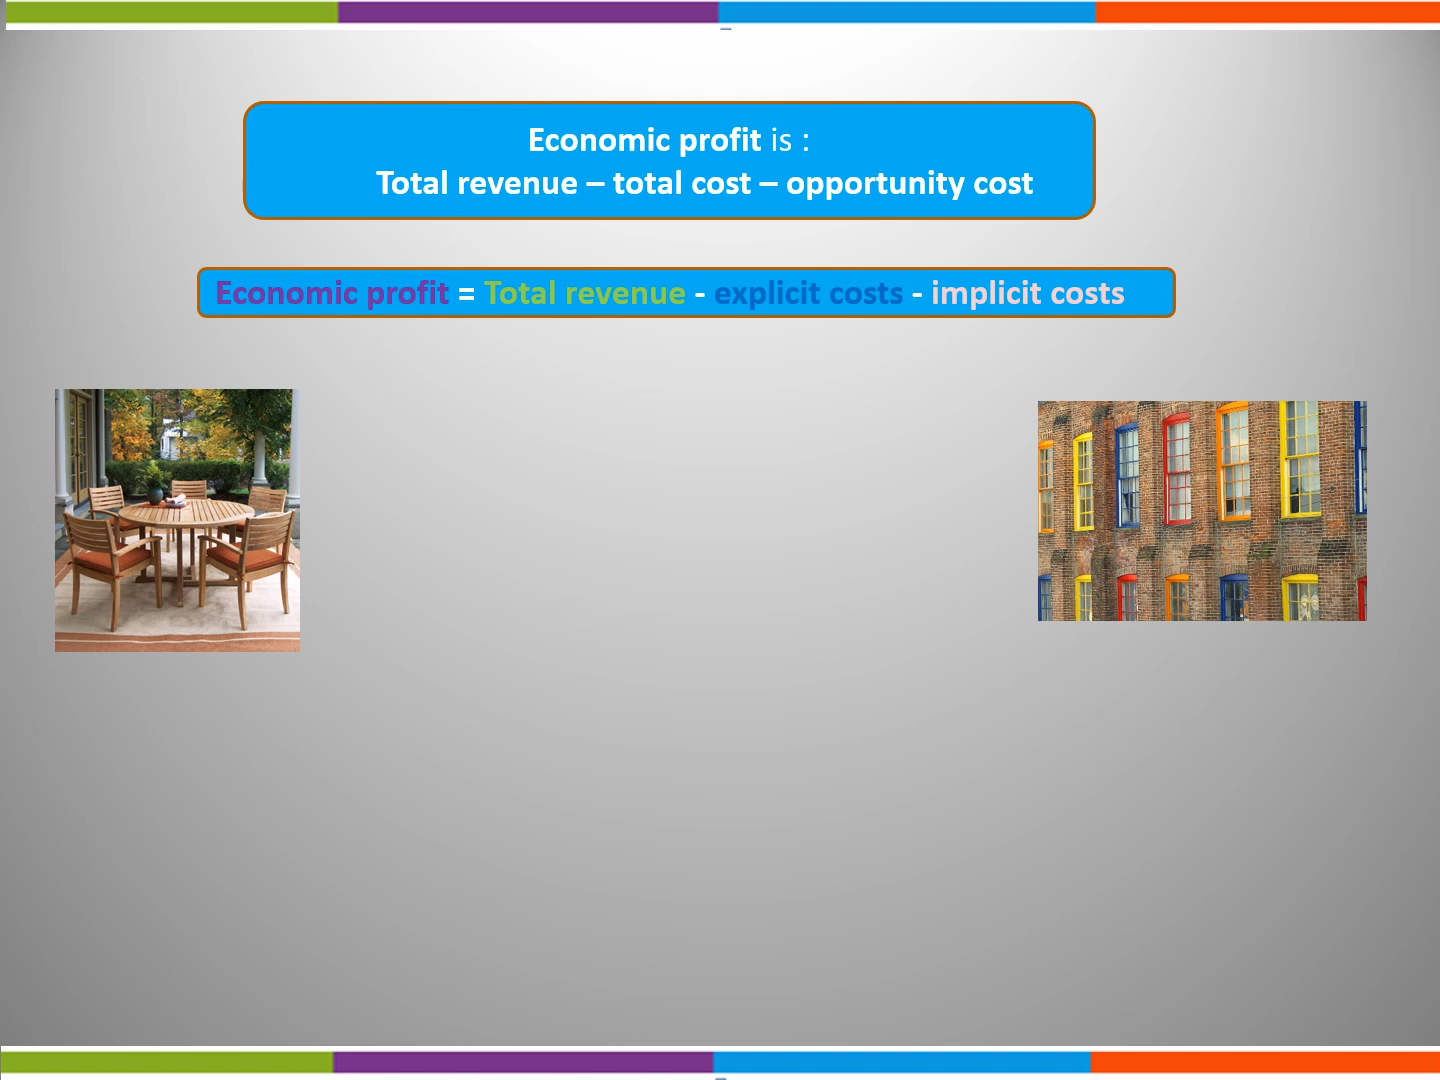 Economic profit is :
Total revenue – total cost – opportunity cost
Economic profit = Total revenue - explicit costs - implicit costs